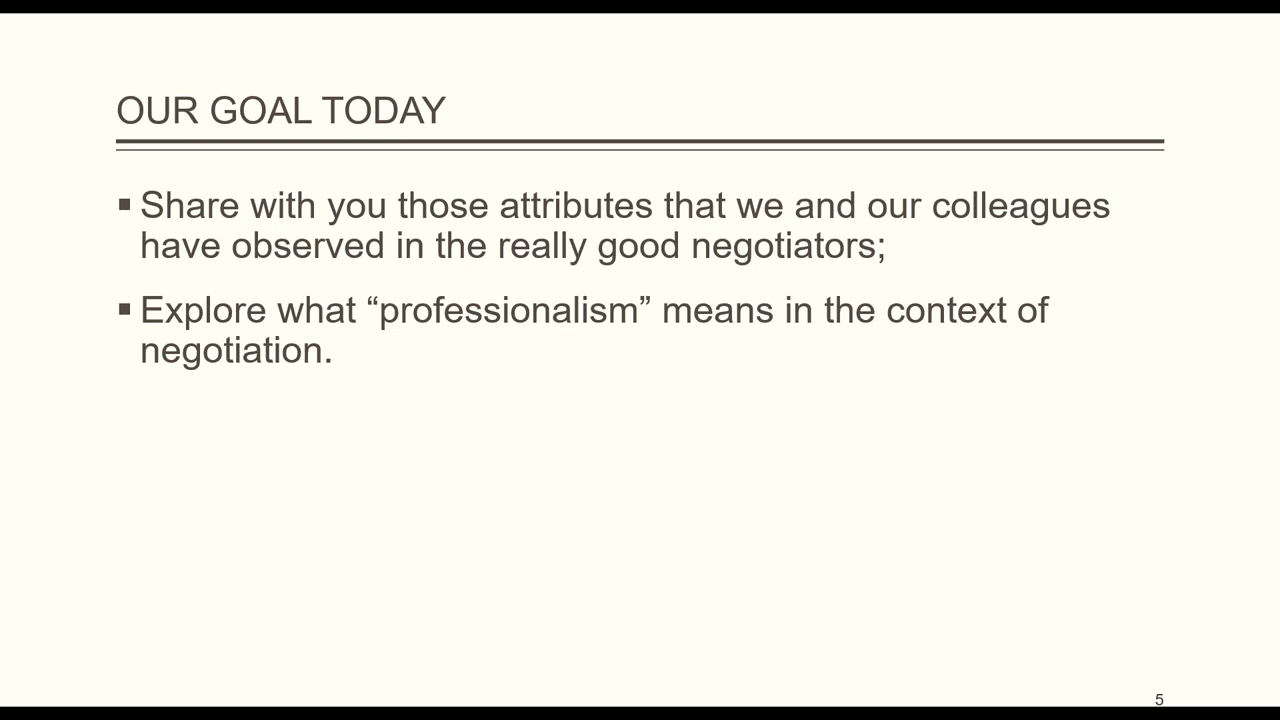 OUR GOAL TODAY
▪ Share with you those attributes that we and our colleagues
have observed in the really good negotiators;
▪ Explore what “professionalism” means in the context of
negotiation.
5